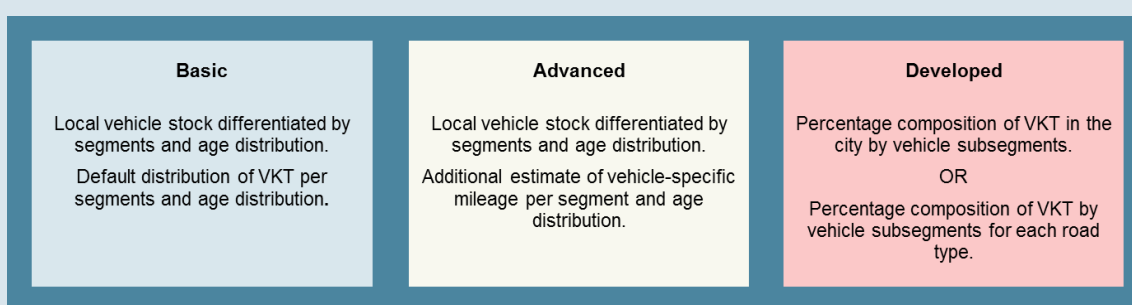 Basic
Local vehicle stock differentiated by
segments and age distribution.
Default distribution of VKT per
segments and age distribution.
Advanced
Local vehicle stock differentiated by
segments and age distribution.
Additional estimate of vehicle-specific
mileage per segment and age
distribution.
Developed
Percentage composition of VKT in the
city by vehicle subsegments.
OR
Percentage composition of VKT by
vehicle subsegments for each road
type.